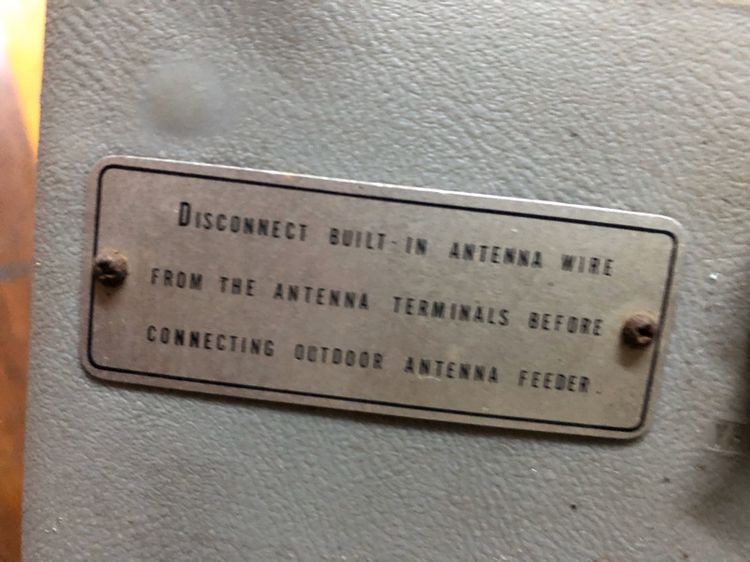 DISCONNECT BUILT-IN ANTENNA WIRE
FROM THE ANTENNA TERMINALS BEFORE
CONNECTING OUTDOOR ANTENNA FEEDER.